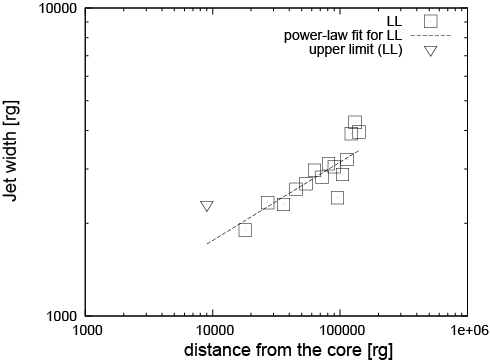 10000
LL
power-law fit for LL
upper limit (LL)
Jet width [rg]
1000
1000
10000
100000
1e+06
distance from the core [rg]